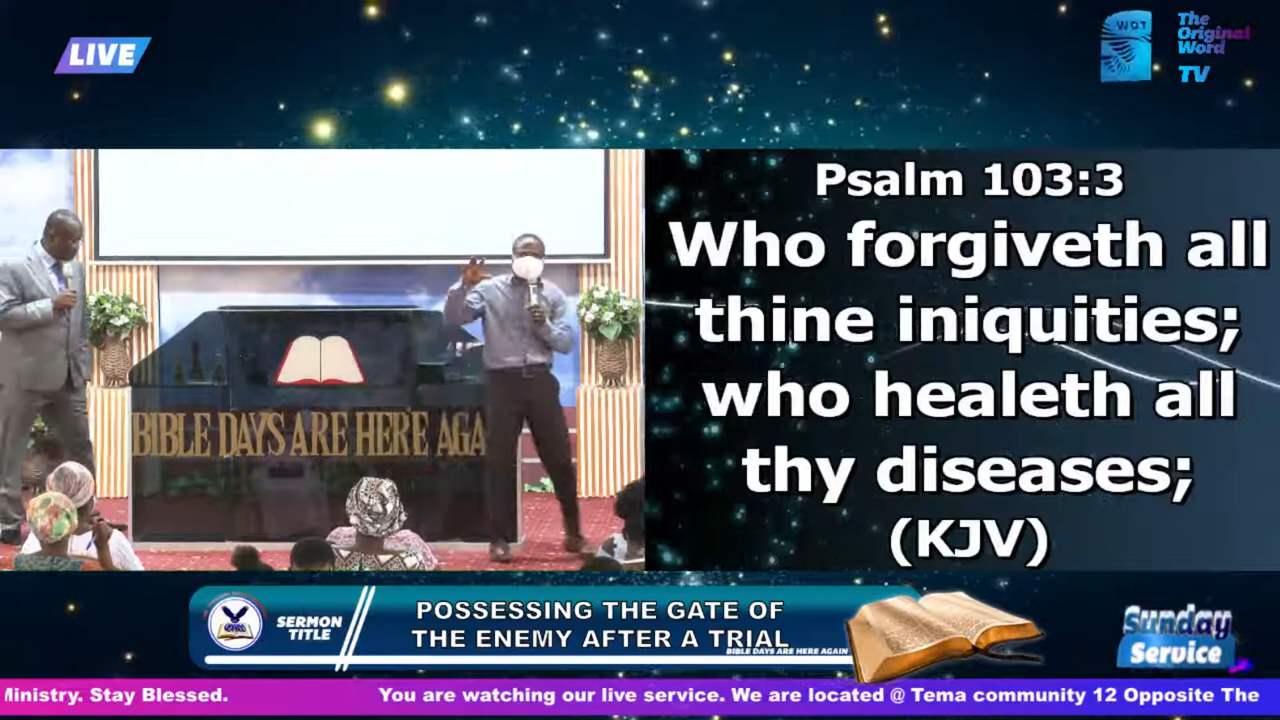 LIVE
WOT
The
Original
Word
TV
Psalm 103:3
Who forgiveth all
thine iniquities;
who healeth all
thy diseases;
(KJV)
BIBLE DAYS ARE HERE AGA
SERMON
TITLE
POSSESSING THE GATE OF
THE ENEMY AFTER A TRIAL
BIBLE DAYS ARE HERE AGAIN
Sunday
Service
Ministry. Stay Blessed. You are watching our live service. We are located @ Tema community 12 Opposite The